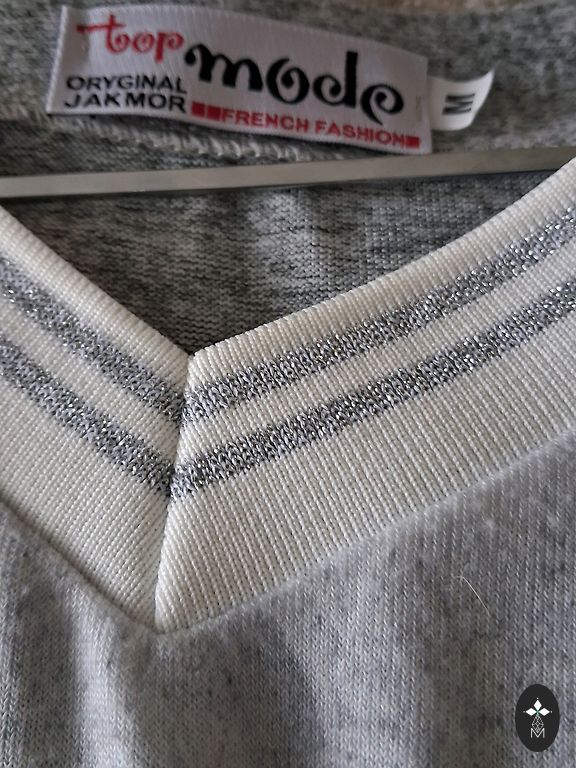 top mode
ORYGINAL
JAKMOR
FRENCH FASHION
M
M